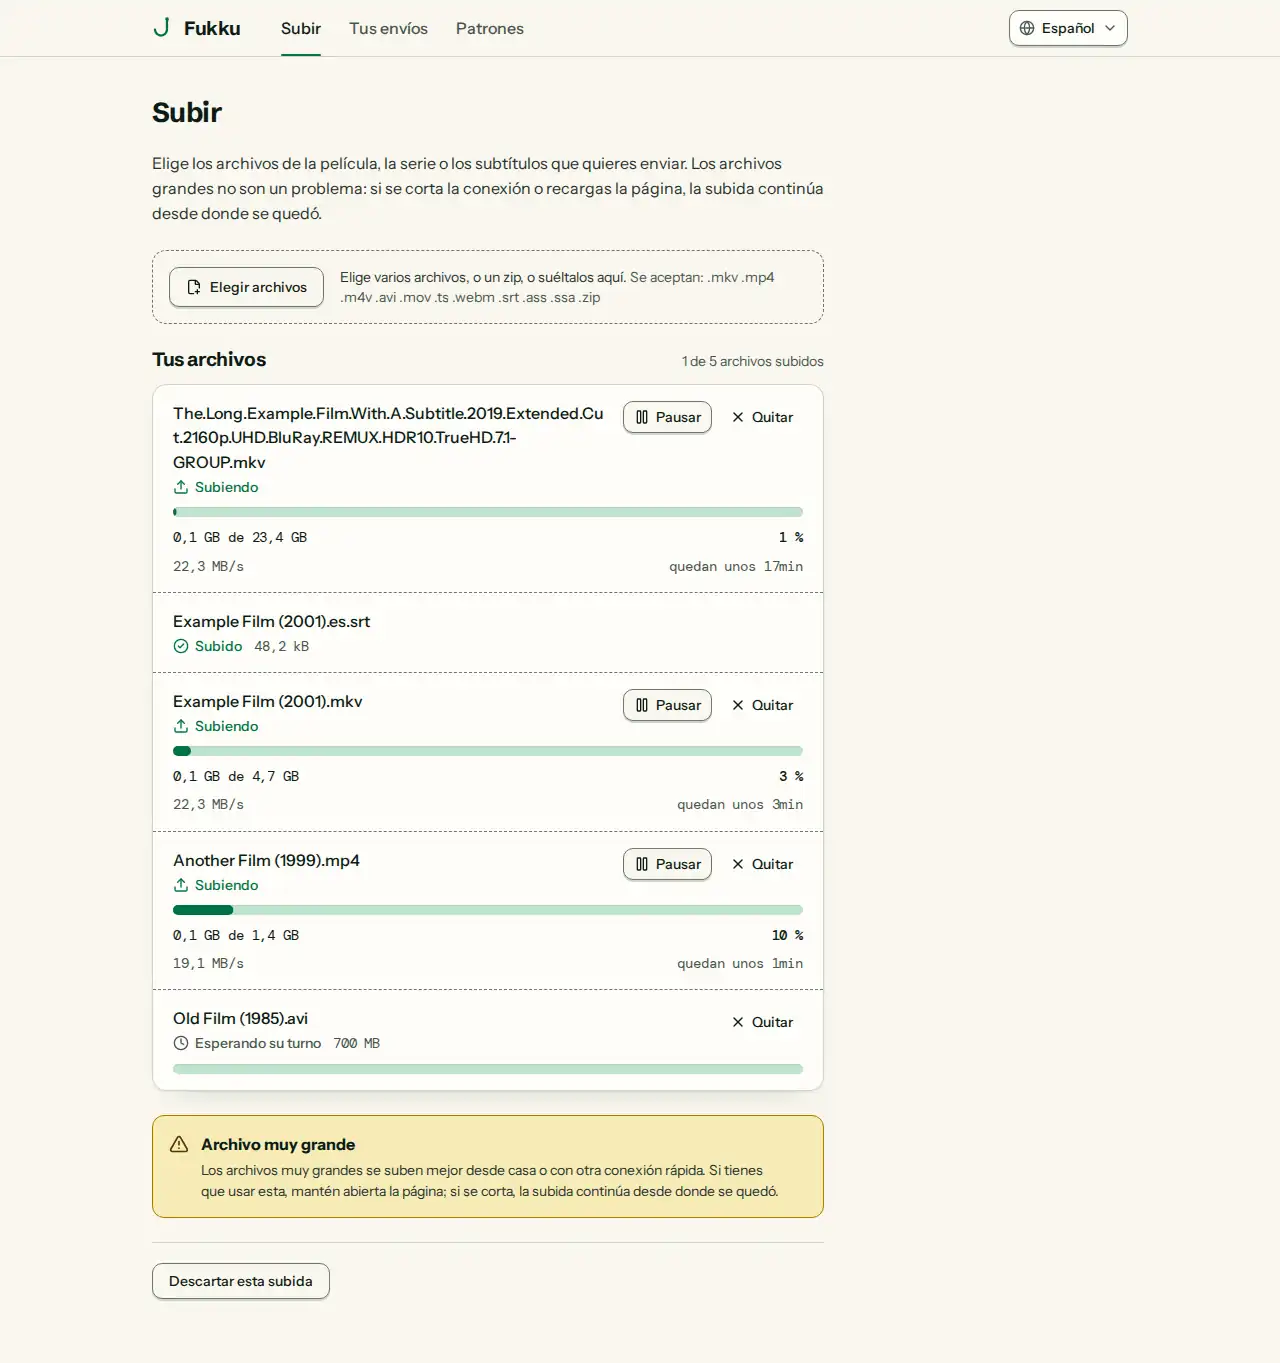 Fukku
Subir
Tus envíos
Patrones
Español
Subir
Elige los archivos de la película, la serie o los subtítulos que quieres enviar. Los archivos
grandes no son un problema: si se corta la conexión o recargas la página, la subida continúa
desde donde se quedó.
Elegir archivos
Elige varios archivos, o un zip, o suéltalos aquí. Se aceptan: .mkv .mp4
.m4v .avi .mov .ts .webm .srt .ass .ssa .zip
Tus archivos
1 de 5 archivos subidos
The.Long.Example.Film.With.A.Subtitle.2019.Extended.Cu
t.2160p.UHD.BluRay.REMUX.HDR10.TrueHD.7.1-
GROUP.mkv
Pausar
Quitar
Subiendo
0,1 GB de 23,4 GB
1 %
22,3 MB/s
quedan unos 17min
Example Film (2001).es.srt
Subido 48,2 kB
Example Film (2001).mkv
Pausar
Quitar
Subiendo
0,1 GB de 4,7 GB
3 %
22,3 MB/s
quedan unos 3min
Another Film (1999).mp4
Pausar
Quitar
Subiendo
0,1 GB de 1,4 GB
10 %
19,1 MB/s
quedan unos 1min
Old Film (1985).avi
Quitar
Esperando su turno 700 MB
Archivo muy grande
Los archivos muy grandes se suben mejor desde casa o con otra conexión rápida. Si tienes
que usar esta, mantén abierta la página; si se corta, la subida continúa desde donde se quedó.
Descartar esta subida